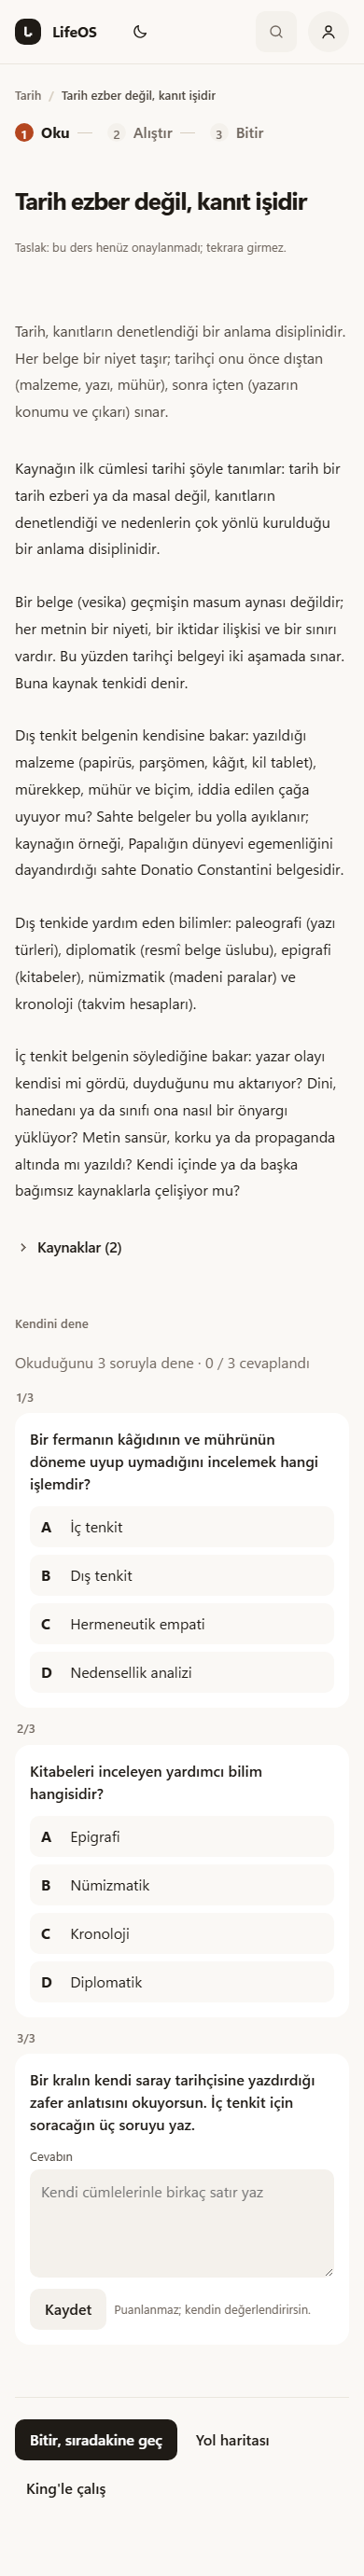 LifeOS
Tarih / Tarih ezber değil, kanıt işidir
1 Oku 2 Alıştır 3 Bitir
Tarih ezber değil, kanıt işidir
Taslak: bu ders henüz onaylanmadı; tekrara girmez.
Tarih, kanıtların denetlendiği bir anlama disiplinidir.
Her belge bir niyet taşır; tarihçi onu önce dıştan
(malzeme, yazı, mühür), sonra içten (yazarın
konumu ve çıkarı) sınar.
Kaynağın ilk cümlesi tarihi şöyle tanımlar: tarih bir
tarih ezberi ya da masal değil, kanıtların
denetlendiği ve nedenlerin çok yönlü kurulduğu
bir anlama disiplinidir.
Bir belge (vesika) geçmişin masum aynası değildir;
her metnin bir niyeti, bir iktidar ilişkisi ve bir sınırı
vardır. Bu yüzden tarihçi belgeyi iki aşamada sınar.
Buna kaynak tenkidi denir.
Dış tenkit belgenin kendisine bakar: yazıldığı
malzeme (papirüs, parşömen, kâğıt, kil tablet),
mürekkep, mühür ve biçim, iddia edilen çağa
uyuyor mu? Sahte belgeler bu yolla ayıklanır;
kaynağın örneği, Papalığın dünyevi egemenliğini
dayandırdığı sahte Donatio Constantini belgesidir.
Dış tenkide yardım eden bilimler: paleografi (yazı
türleri), diplomatik (resmî belge üslubu), epigrafi
(kitabeler), nümizmatik (madeni paralar) ve
kronoloji (takvim hesapları).
İç tenkit belgenin söylediğine bakar: yazar olayı
kendisi mi gördü, duyduğunu mu aktarıyor? Dini,
hanedanı ya da sınıfı ona nasıl bir önyargı
yüklüyor? Metin sansür, korku ya da propaganda
altında mı yazıldı? Kendi içinde ya da başka
bağımsız kaynaklarla çelişiyor mu?
Kaynaklar (2)
Kendini dene
Okuduğunu 3 soruyla dene · 0 / 3 cevaplandı
1/3
Bir fermanın kâğıdının ve mührünün
döneme uyup uymadığını incelemek hangi
işlemdir?
A İç tenkit
B Dış tenkit
C Hermeneutik empati
D Nedensellik analizi
2/3
Kitabeleri inceleyen yardımcı bilim
hangisidir?
A Epigrafi
B Nümizmatik
C Kronoloji
D Diplomatik
3/3
Bir kralın kendi saray tarihçisine yazdırdığı
zafer anlatısını okuyorsun. İç tenkit için
soracağın üç soruyu yaz.
Cevabın
Kendi cümlelerinle birkaç satır yaz
Kaydet Puanlanmaz; kendin değerlendirirsin.
Bitir, sıradakine geç Yol haritası
King'le çalış